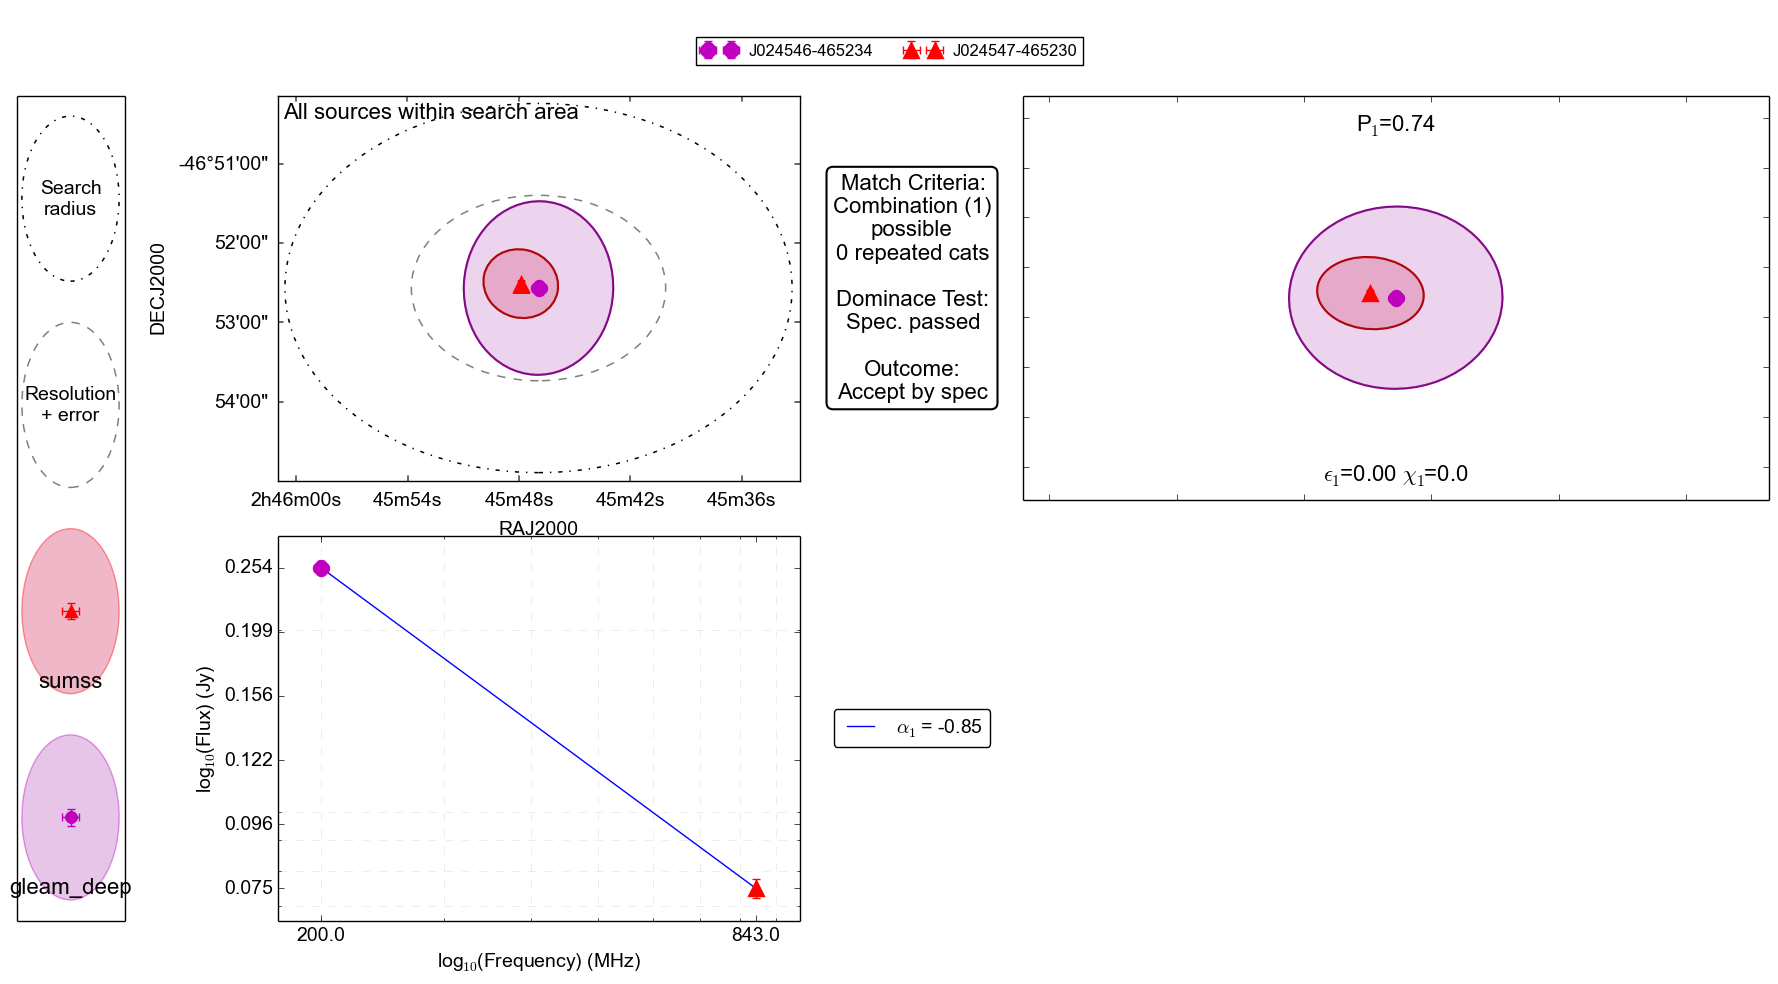 J024546-465234
J024547-465230
Search
radius
Resolution
+ error
sumss
gleam_deep
All sources within search area
DECJ2000
-46°51'00"
52'00"
53'00"
54'00"
2h46m00s
45m54s
45m48s
45m42s
45m36s
RAJ2000
Match Criteria:
Combination (1)
possible
0 repeated cats
Dominace Test:
Spec. passed
Outcome:
Accept by spec
P₁=0.74
ϵ₁=0.00 χ₁=0.0
log₁₀(Flux) (Jy)
0.254
0.199
0.156
0.122
0.096
0.075
200.0
843.0
log₁₀(Frequency) (MHz)
α₁ = -0.85